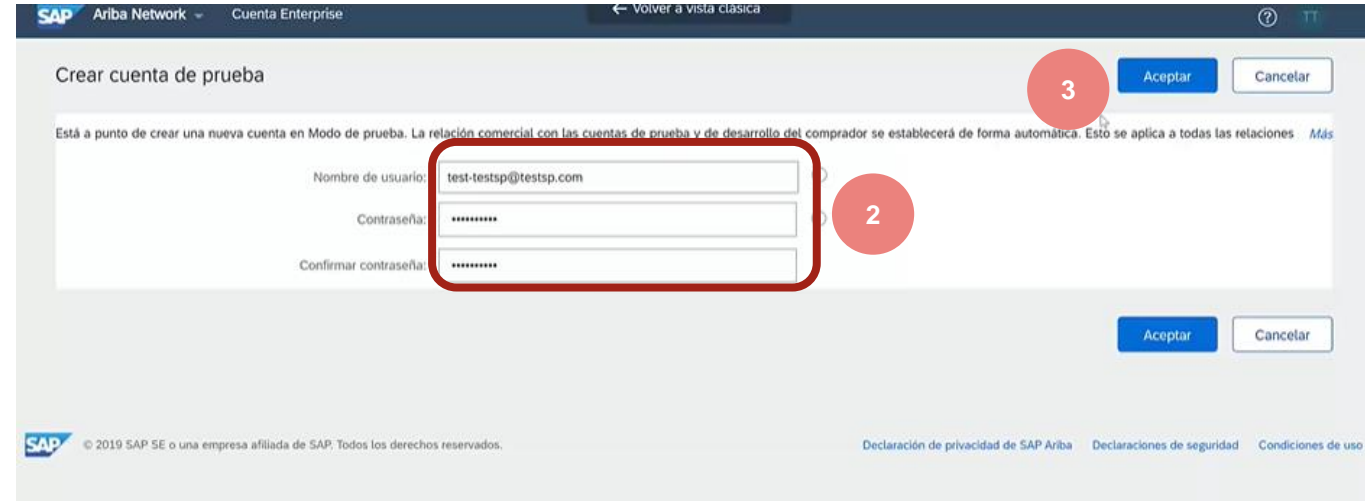 SAP Ariba Network Cuenta Enterprise ← Volver a vista clásica ? TT
Crear cuenta de prueba 3 Aceptar Cancelar
Está a punto de crear una nueva cuenta en Modo de prueba. La relación comercial con las cuentas de prueba y de desarrollo del comprador se establecerá de forma automática. Esto se aplica a todas las relaciones Más
Nombre de usuario: test-testsp@testsp.com
Contraseña: •••••••••• 2
Confirmar contraseña: ••••••••••
Aceptar Cancelar
SAP © 2019 SAP SE o una empresa afiliada de SAP. Todos los derechos reservados. Declaración de privacidad de SAP Ariba Declaraciones de seguridad Condiciones de uso